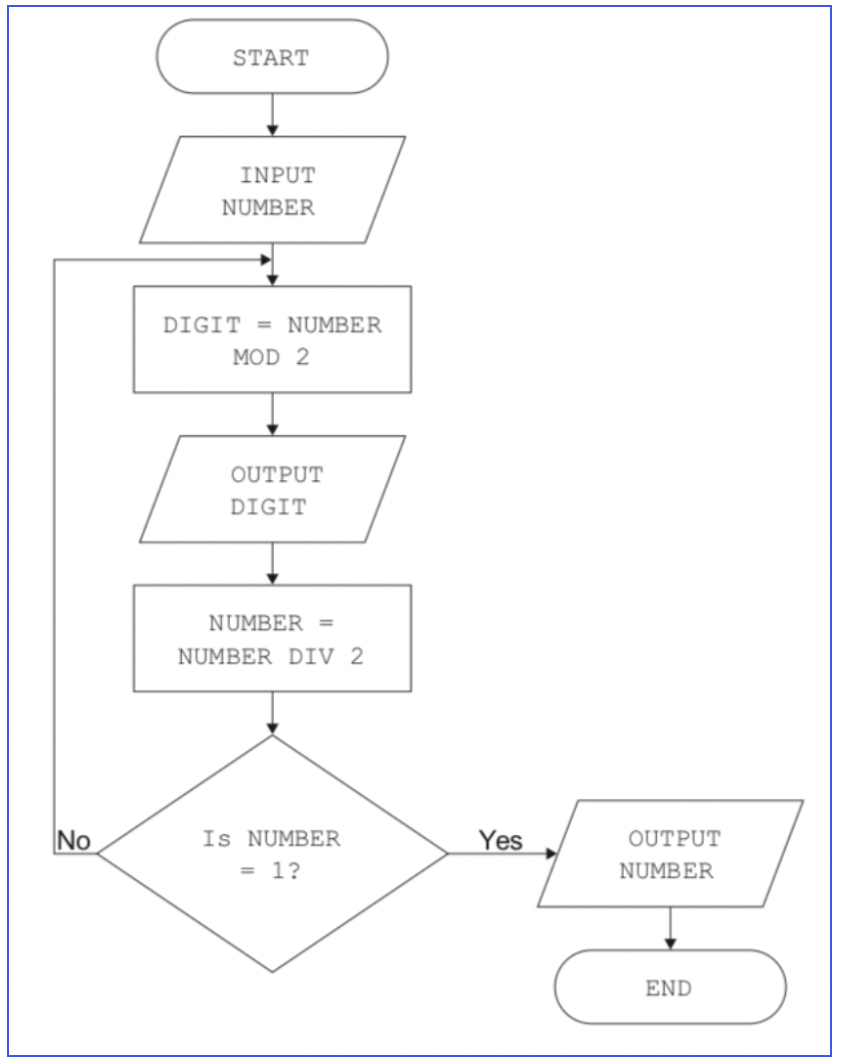 START
INPUT
NUMBER
DIGIT = NUMBER
MOD 2
OUTPUT
DIGIT
NUMBER =
NUMBER DIV 2
Is NUMBER
= 1?
No
Yes
OUTPUT
NUMBER
END